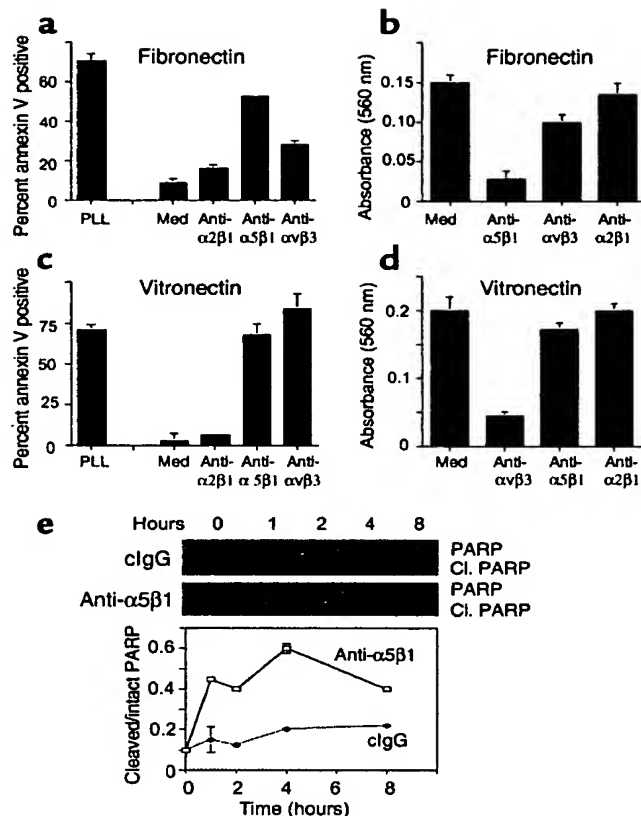 a
Fibronectin
Percent annexin V positive
60
40
20
0
PLL
Med
Anti-α2β1
Anti-α5β1
Anti-αvβ3
b
Fibronectin
Absorbance (560 nm)
0.15
0.10
0.05
0
Med
Anti-α5β1
Anti-αvβ3
Anti-α2β1
c
Vitronectin
Percent annexin V positive
75
50
25
0
PLL
Med
Anti-α2β1
Anti-α5β1
Anti-αvβ3
d
Vitronectin
Absorbance (560 nm)
0.2
0.1
0
Med
Anti-αvβ3
Anti-α5β1
Anti-α2β1
e
Hours 0 1 2 4 8
cIgG
PARP
Cl. PARP
Anti-α5β1
PARP
Cl. PARP
Cleaved/intact PARP
0.6
0.4
0.2
0
Anti-α5β1
cIgG
0 2 4 6 8
Time (hours)